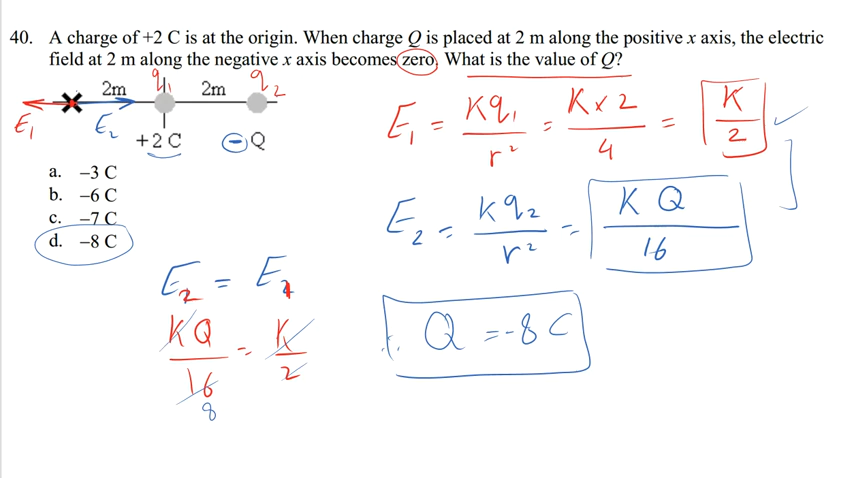 40. A charge of +2 C is at the origin. When charge Q is placed at 2 m along the positive x axis, the electric
field at 2 m along the negative x axis becomes zero. What is the value of Q?
2m q₁ 2m q₂
E₁ E₂ +2 C − Q
a. –3 C
b. –6 C
c. –7 C
d. –8 C
E₁ = Kq₁/r² = K×2/4 = K/2
E₂ = Kq₂/r² = KQ/16
E₂ = E₁
KQ/16 = K/2
8
Q = -8 C